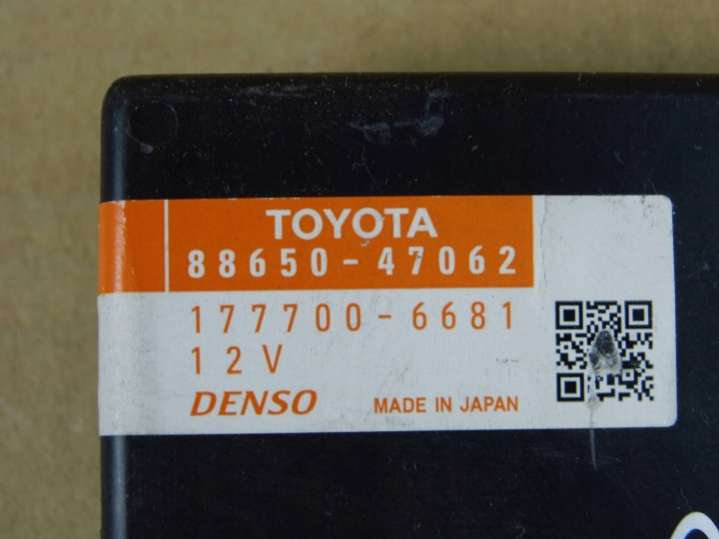 TOYOTA
88650-47062
177700-6681
12V
DENSO MADE IN JAPAN